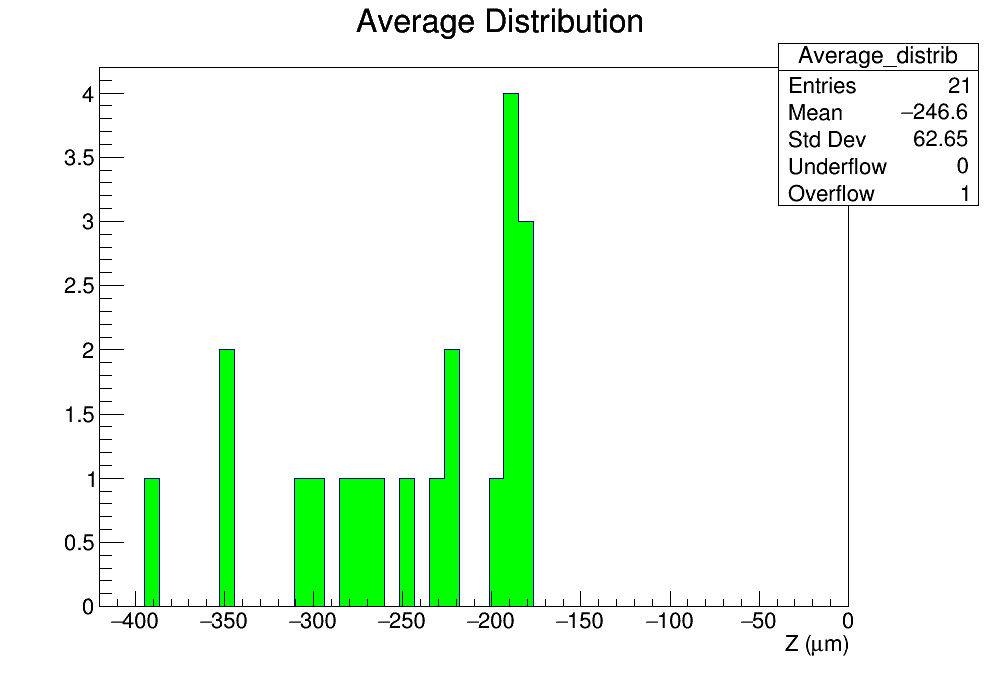 Average Distribution
Average_distrib
Entries 21
Mean −246.6
Std Dev 62.65
Underflow 0
Overflow 1
4
3.5
3
2.5
2
1.5
1
0.5
0
−400 −350 −300 −250 −200 −150 −100 −50 0
Z (μm)